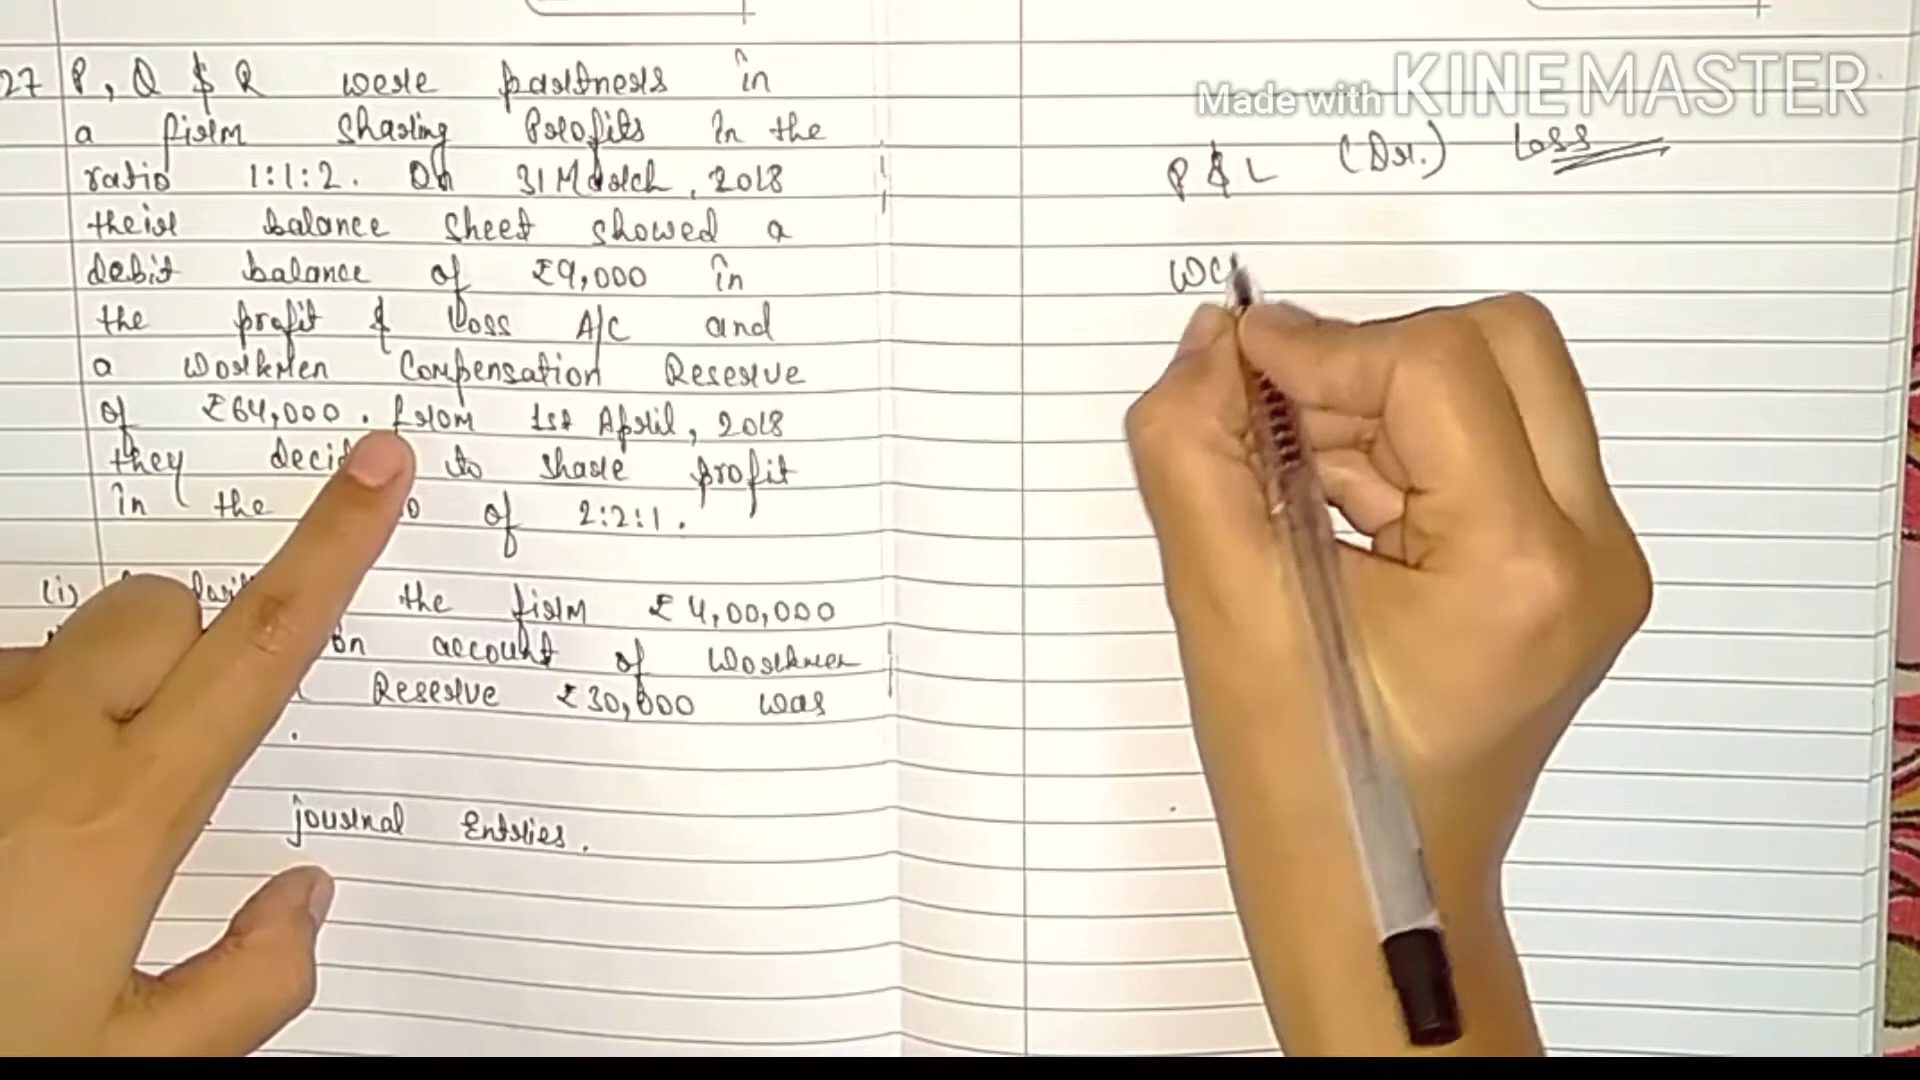 27 P, Q & R were partners in
a firm sharing Profits in the
ratio 1:1:2. On 31 March, 2018
their balance sheet showed a
debit balance of ₹9,000 in
the profit & Loss A/C and
a Workmen Compensation Reserve
of ₹64,000. from 1st April, 2018
they to share profit
in the of 2:2:1.
(i) the firm ₹4,00,000
on account of Workmen
Reserve ₹30,000 was
journal Entries.
Made with KINEMASTER
P & L (Dr.) Loss
WC